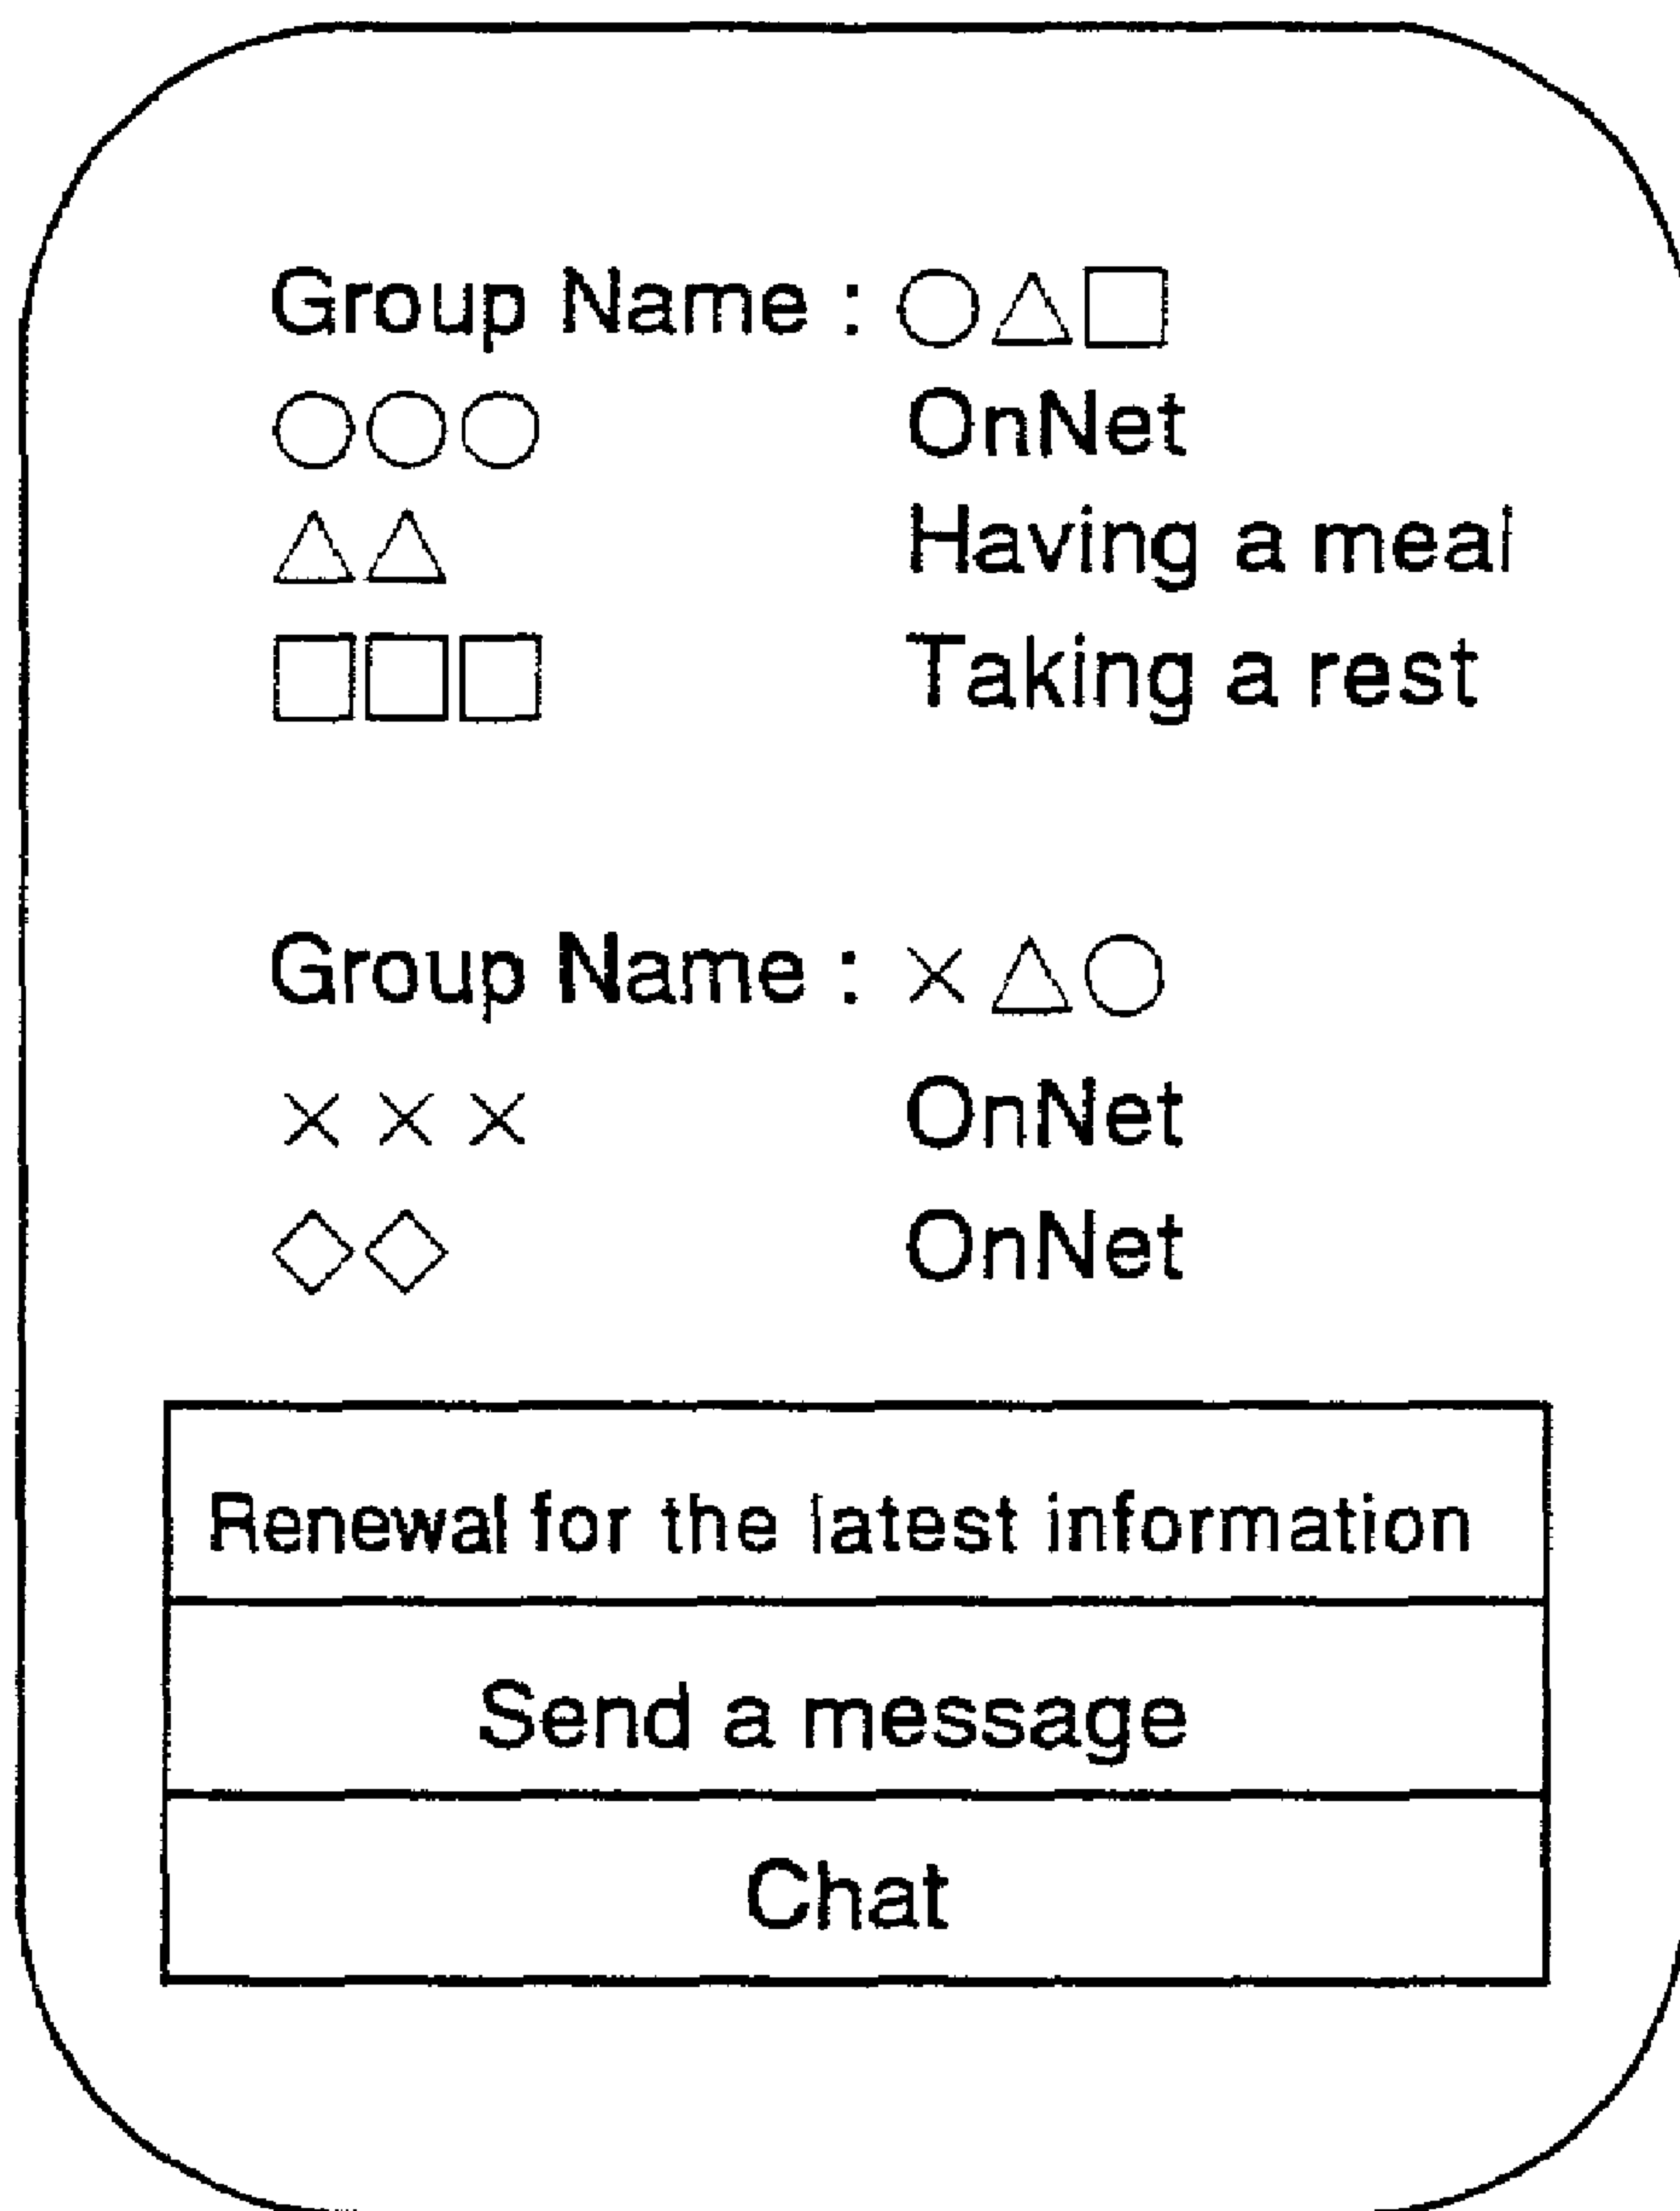 Group Name : ○△□
○○○ OnNet
△△ Having a meal
□□□ Taking a rest
Group Name : ×△○
××× OnNet
◇◇ OnNet
Renewal for the latest information
Send a message
Chat